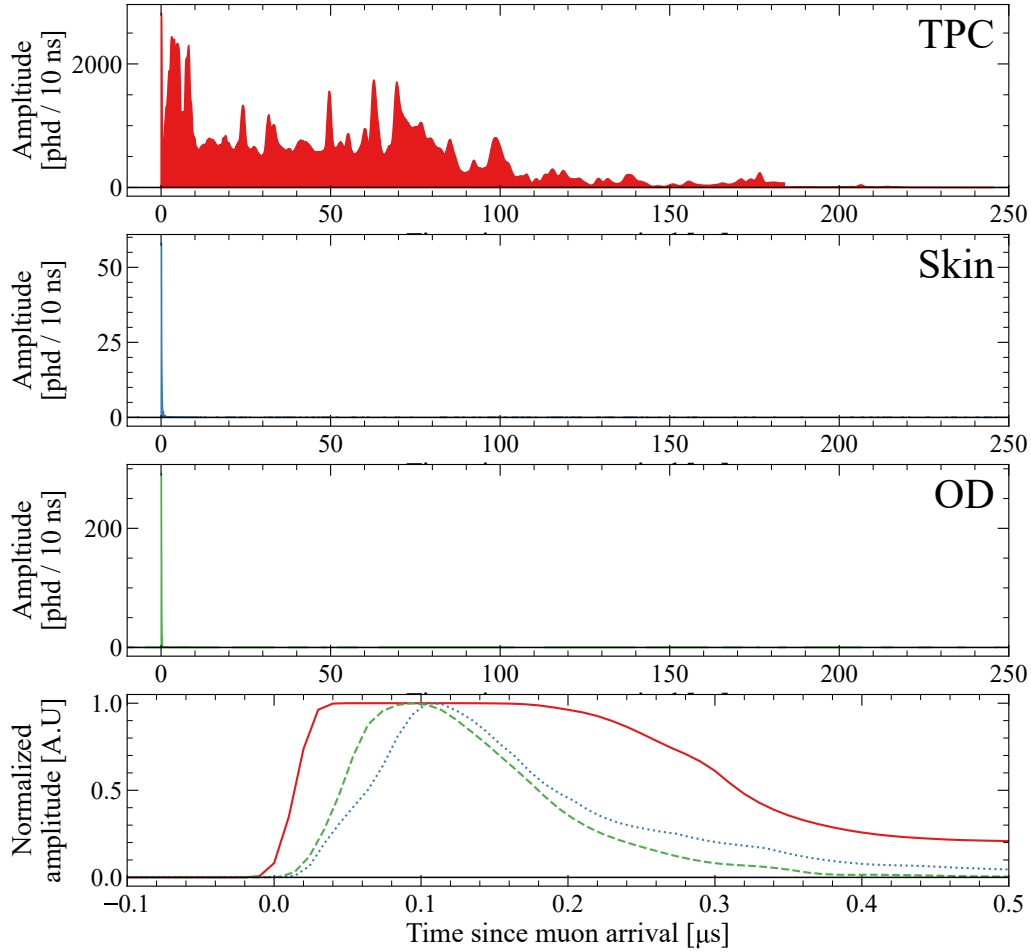 TPC
Ampltiude
[phd / 10 ns]
2000
0
0 50 100 150 200 250
Skin
Ampltiude
[phd / 10 ns]
50
25
0
0 50 100 150 200 250
OD
Ampltiude
[phd / 10 ns]
200
0
0 50 100 150 200 250
Normalized
amplitude [A.U]
1.0
0.5
0.0
−0.1 0.0 0.1 0.2 0.3 0.4 0.5
Time since muon arrival [μs]